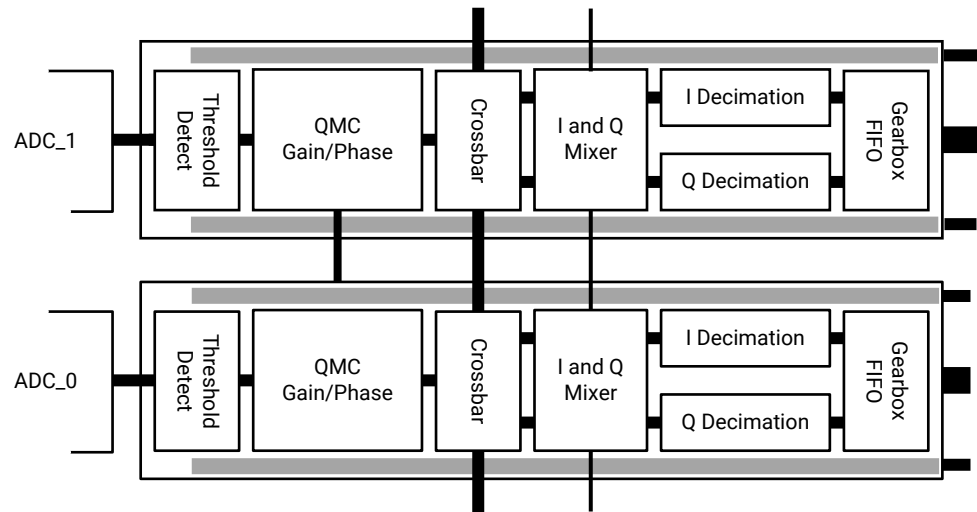 ADC_1
Threshold
Detect
QMC
Gain/Phase
Crossbar
I and Q
Mixer
I Decimation
Q Decimation
Gearbox
FIFO
ADC_0
Threshold
Detect
QMC
Gain/Phase
Crossbar
I and Q
Mixer
I Decimation
Q Decimation
Gearbox
FIFO